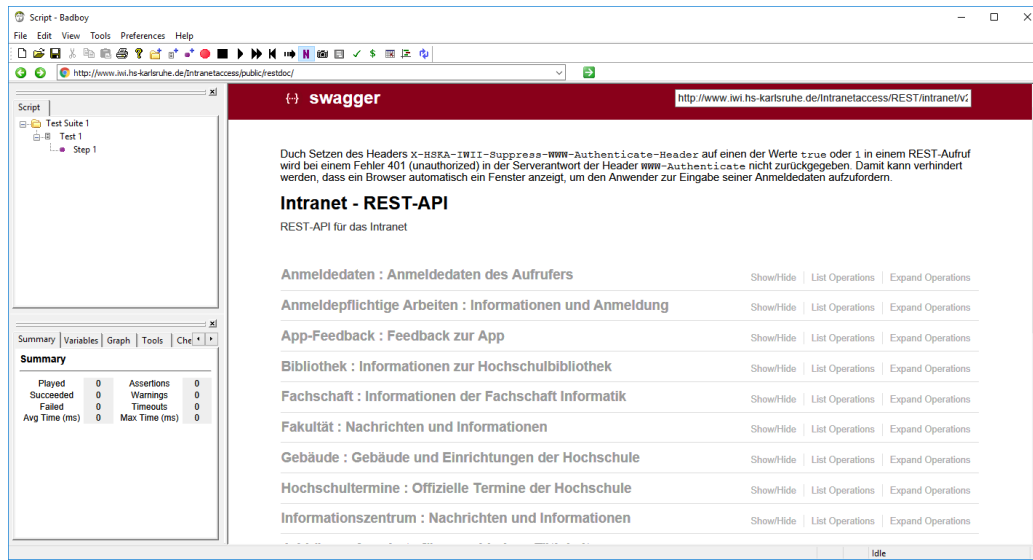 Script - Badboy
File Edit View Tools Preferences Help
http://www.iwi.hs-karlsruhe.de/Intranetaccess/public/restdoc/
Script
Test Suite 1
Test 1
Step 1
Summary Variables Graph Tools Che
Summary
Played 0 Assertions 0
Succeeded 0 Warnings 0
Failed 0 Timeouts 0
Avg Time (ms) 0 Max Time (ms) 0
{··} swagger
http://www.iwi.hs-karlsruhe.de/Intranetaccess/REST/intranet/v2
Duch Setzen des Headers X-HSKA-IWII-Suppress-WWW-Authenticate-Header auf einen der Werte true oder 1 in einem REST-Aufruf
wird bei einem Fehler 401 (unauthorized) in der Serverantwort der Header WWW-Authenticate nicht zurückgegeben. Damit kann verhindert
werden, dass ein Browser automatisch ein Fenster anzeigt, um den Anwender zur Eingabe seiner Anmeldedaten aufzufordern.
Intranet - REST-API
REST-API für das Intranet
Anmeldedaten : Anmeldedaten des Aufrufers Show/Hide List Operations Expand Operations
Anmeldepflichtige Arbeiten : Informationen und Anmeldung Show/Hide List Operations Expand Operations
App-Feedback : Feedback zur App Show/Hide List Operations Expand Operations
Bibliothek : Informationen zur Hochschulbibliothek Show/Hide List Operations Expand Operations
Fachschaft : Informationen der Fachschaft Informatik Show/Hide List Operations Expand Operations
Fakultät : Nachrichten und Informationen Show/Hide List Operations Expand Operations
Gebäude : Gebäude und Einrichtungen der Hochschule Show/Hide List Operations Expand Operations
Hochschultermine : Offizielle Termine der Hochschule Show/Hide List Operations Expand Operations
Informationszentrum : Nachrichten und Informationen Show/Hide List Operations Expand Operations
Idle